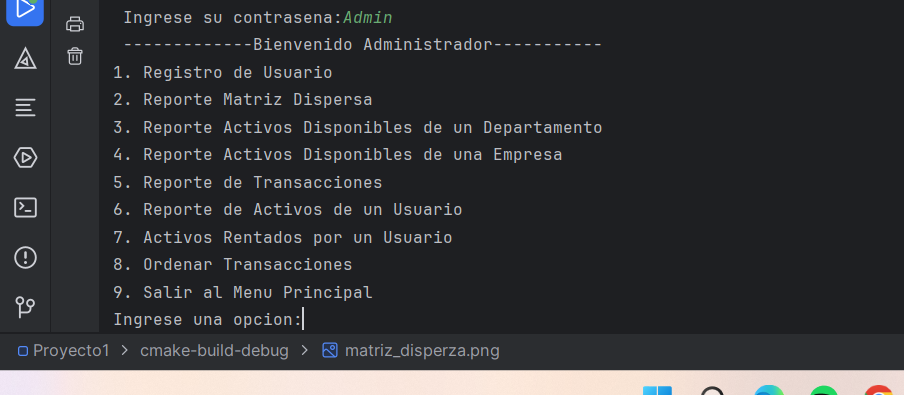 Ingrese su contrasena:Admin
-------------Bienvenido Administrador-----------
1. Registro de Usuario
2. Reporte Matriz Dispersa
3. Reporte Activos Disponibles de un Departamento
4. Reporte Activos Disponibles de una Empresa
5. Reporte de Transacciones
6. Reporte de Activos de un Usuario
7. Activos Rentados por un Usuario
8. Ordenar Transacciones
9. Salir al Menu Principal
Ingrese una opcion:
Proyecto1 > cmake-build-debug > matriz_disperza.png